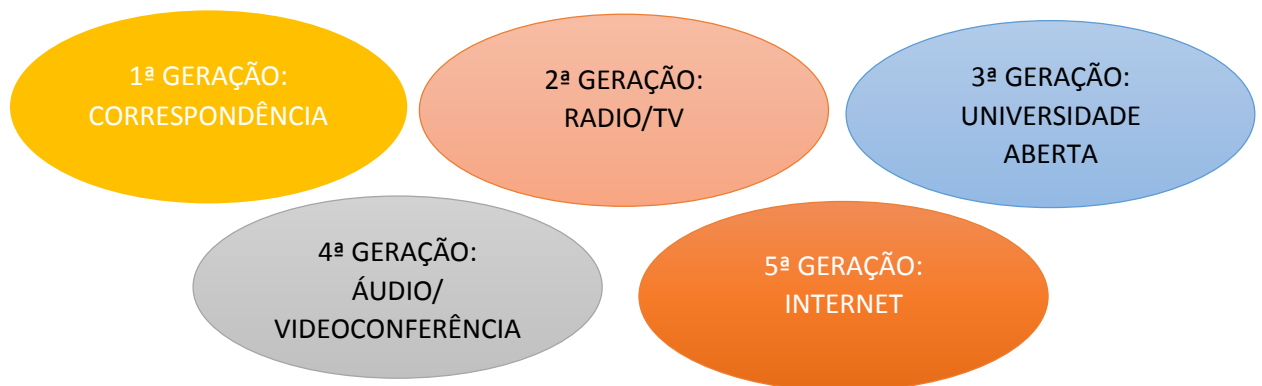 1ª GERAÇÃO:
CORRESPONDÊNCIA
2ª GERAÇÃO:
RADIO/TV
3ª GERAÇÃO:
UNIVERSIDADE
ABERTA
4ª GERAÇÃO:
ÁUDIO/
VIDEOCONFERÊNCIA
5ª GERAÇÃO:
INTERNET